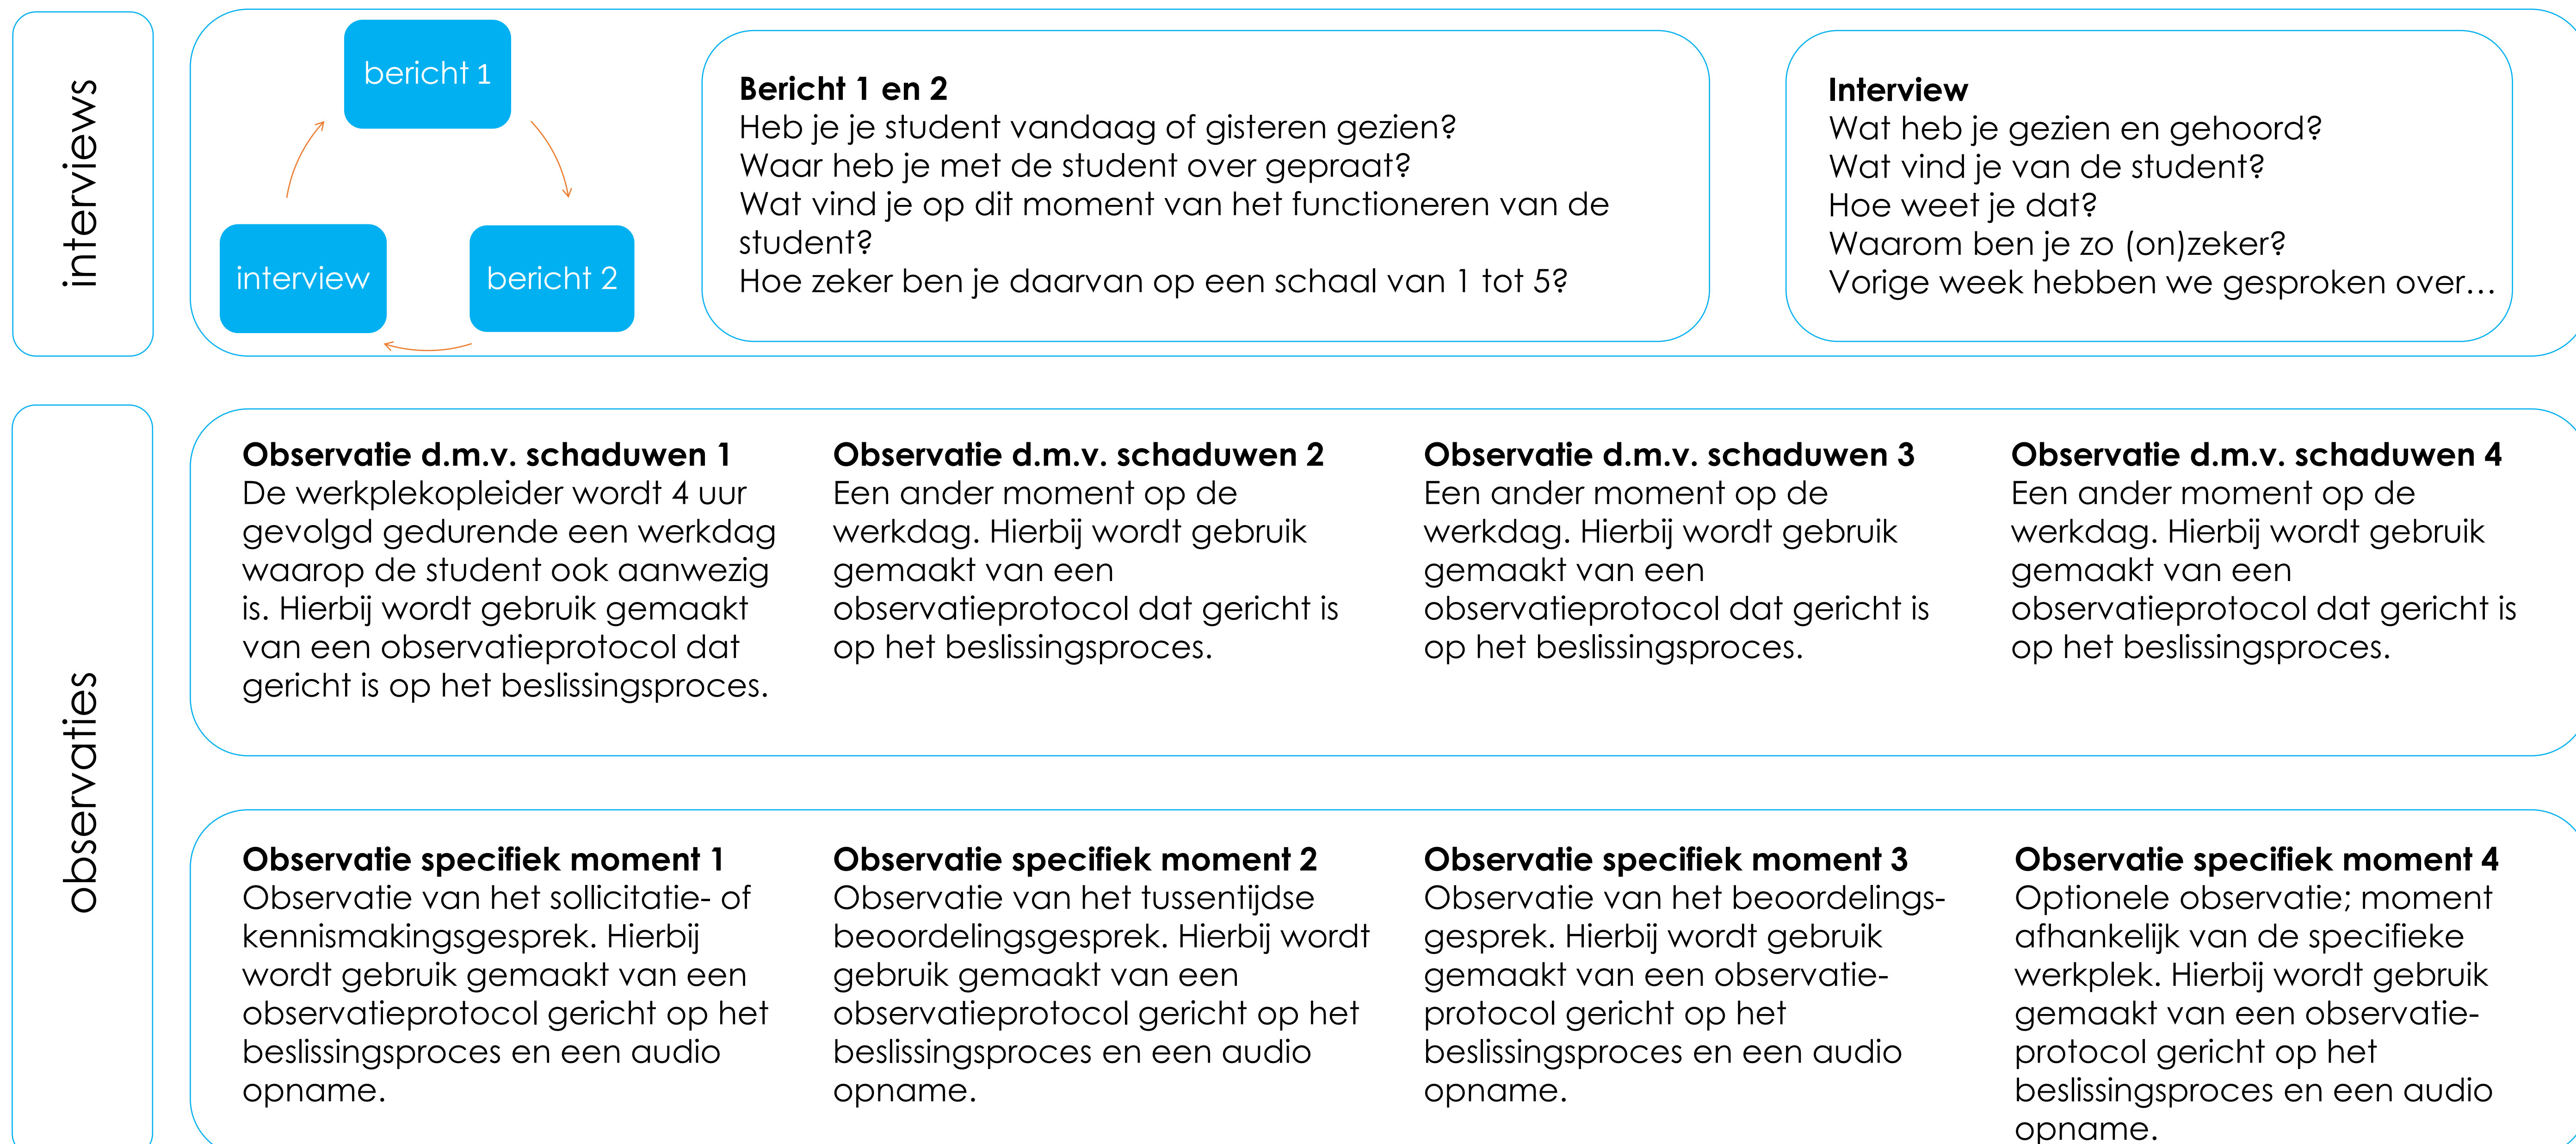 interviews
bericht 1
interview
bericht 2
Bericht 1 en 2
Heb je je student vandaag of gisteren gezien?
Waar heb je met de student over gepraat?
Wat vind je op dit moment van het functioneren van de
student?
Hoe zeker ben je daarvan op een schaal van 1 tot 5?
Interview
Wat heb je gezien en gehoord?
Wat vind je van de student?
Hoe weet je dat?
Waarom ben je zo (on)zeker?
Vorige week hebben we gesproken over...
observaties
Observatie d.m.v. schaduwen 1
De werkplekopleider wordt 4 uur
gevolgd gedurende een werkdag
waarop de student ook aanwezig
is. Hierbij wordt gebruik gemaakt
van een observatieprotocol dat
gericht is op het beslissingsproces.
Observatie d.m.v. schaduwen 2
Een ander moment op de
werkdag. Hierbij wordt gebruik
gemaakt van een
observatieprotocol dat gericht is
op het beslissingsproces.
Observatie d.m.v. schaduwen 3
Een ander moment op de
werkdag. Hierbij wordt gebruik
gemaakt van een
observatieprotocol dat gericht is
op het beslissingsproces.
Observatie d.m.v. schaduwen 4
Een ander moment op de
werkdag. Hierbij wordt gebruik
gemaakt van een
observatieprotocol dat gericht is
op het beslissingsproces.
Observatie specifiek moment 1
Observatie van het sollicitatie- of
kennismakingsgesprek. Hierbij
wordt gebruik gemaakt van een
observatieprotocol gericht op het
beslissingsproces en een audio
opname.
Observatie specifiek moment 2
Observatie van het tussentijdse
beoordelingsgesprek. Hierbij wordt
gebruik gemaakt van een
observatieprotocol gericht op het
beslissingsproces en een audio
opname.
Observatie specifiek moment 3
Observatie van het beoordelings-
gesprek. Hierbij wordt gebruik
gemaakt van een observatie-
protocol gericht op het
beslissingsproces en een audio
opname.
Observatie specifiek moment 4
Optionele observatie; moment
afhankelijk van de specifieke
werkplek. Hierbij wordt gebruik
gemaakt van een observatie-
protocol gericht op het
beslissingsproces en een audio
opname.